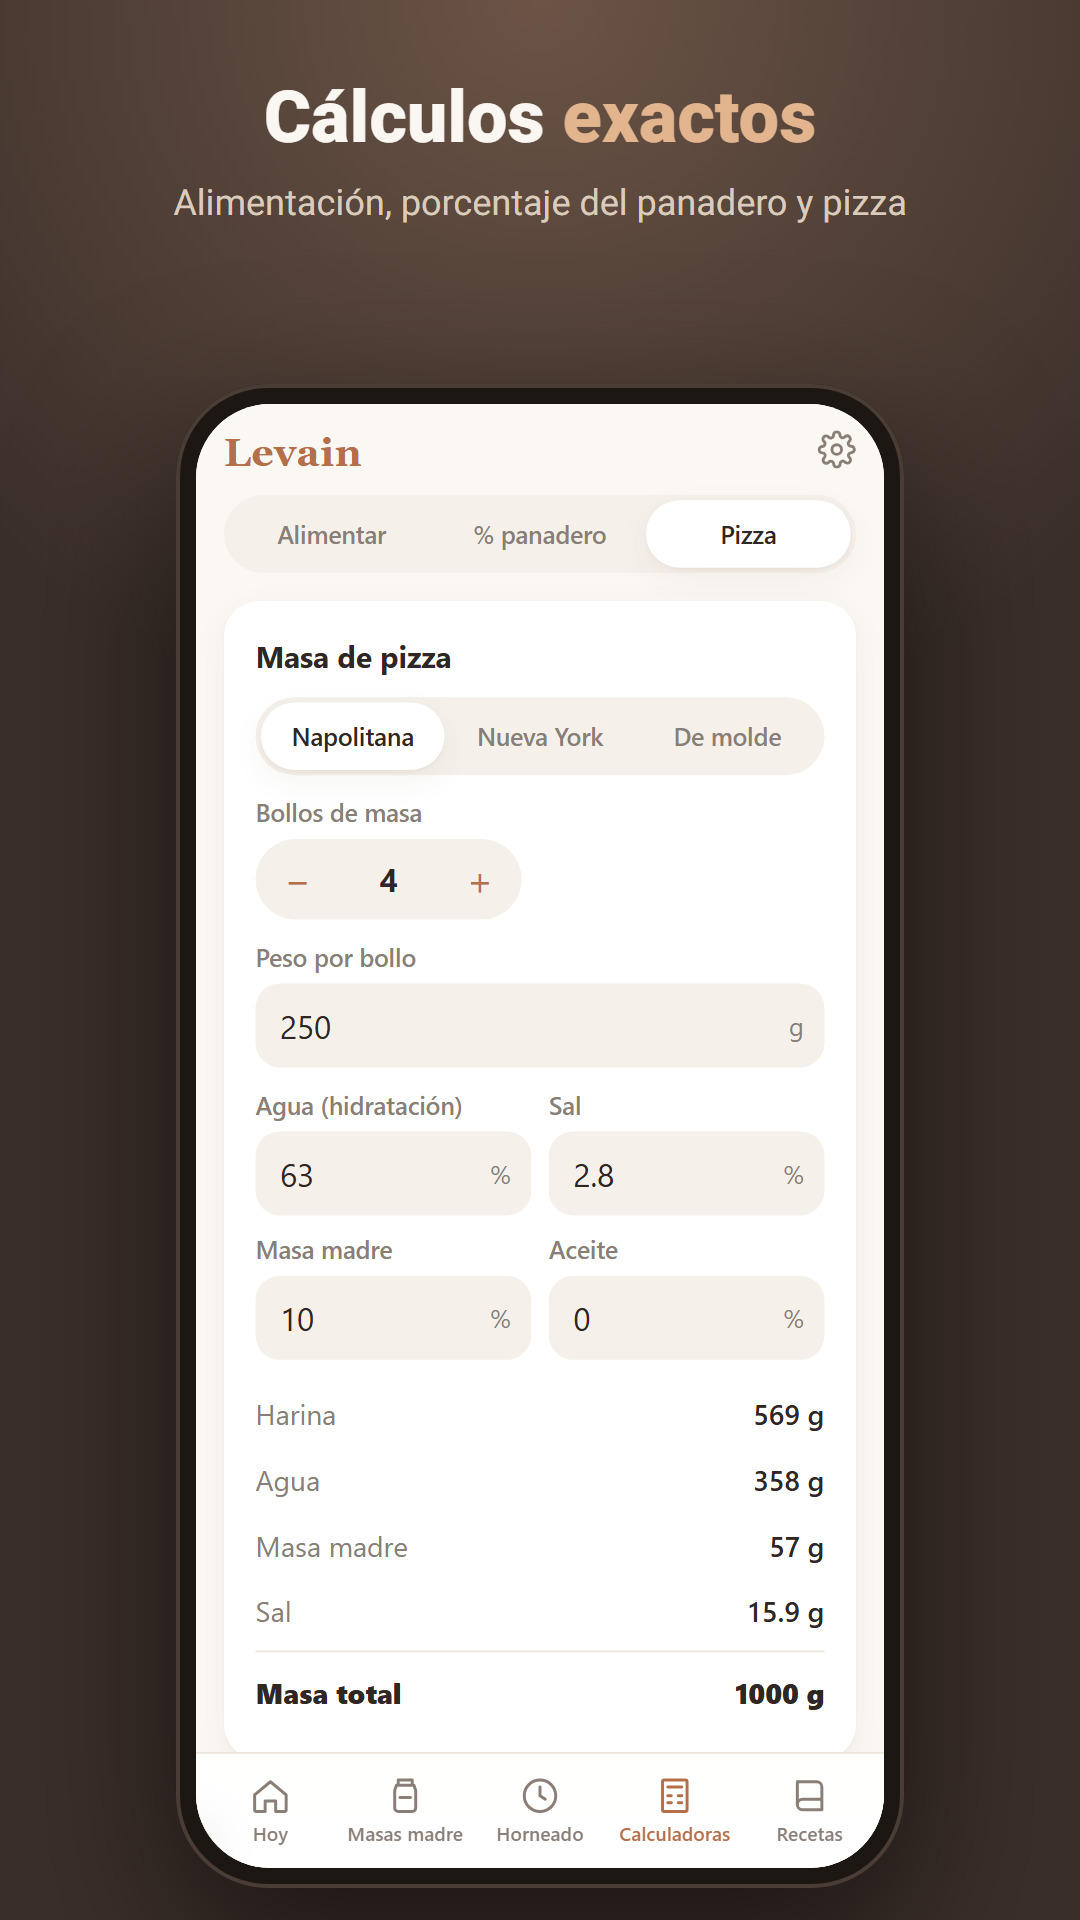 Cálculos exactos
Alimentación, porcentaje del panadero y pizza
Levain
Alimentar % panadero Pizza
Masa de pizza
Napolitana Nueva York De molde
Bollos de masa
− 4 +
Peso por bollo
250 g
Agua (hidratación) Sal
63 % 2.8 %
Masa madre Aceite
10 % 0 %
Harina 569 g
Agua 358 g
Masa madre 57 g
Sal 15.9 g
Masa total 1000 g
Hoy Masas madre Horneado Calculadoras Recetas